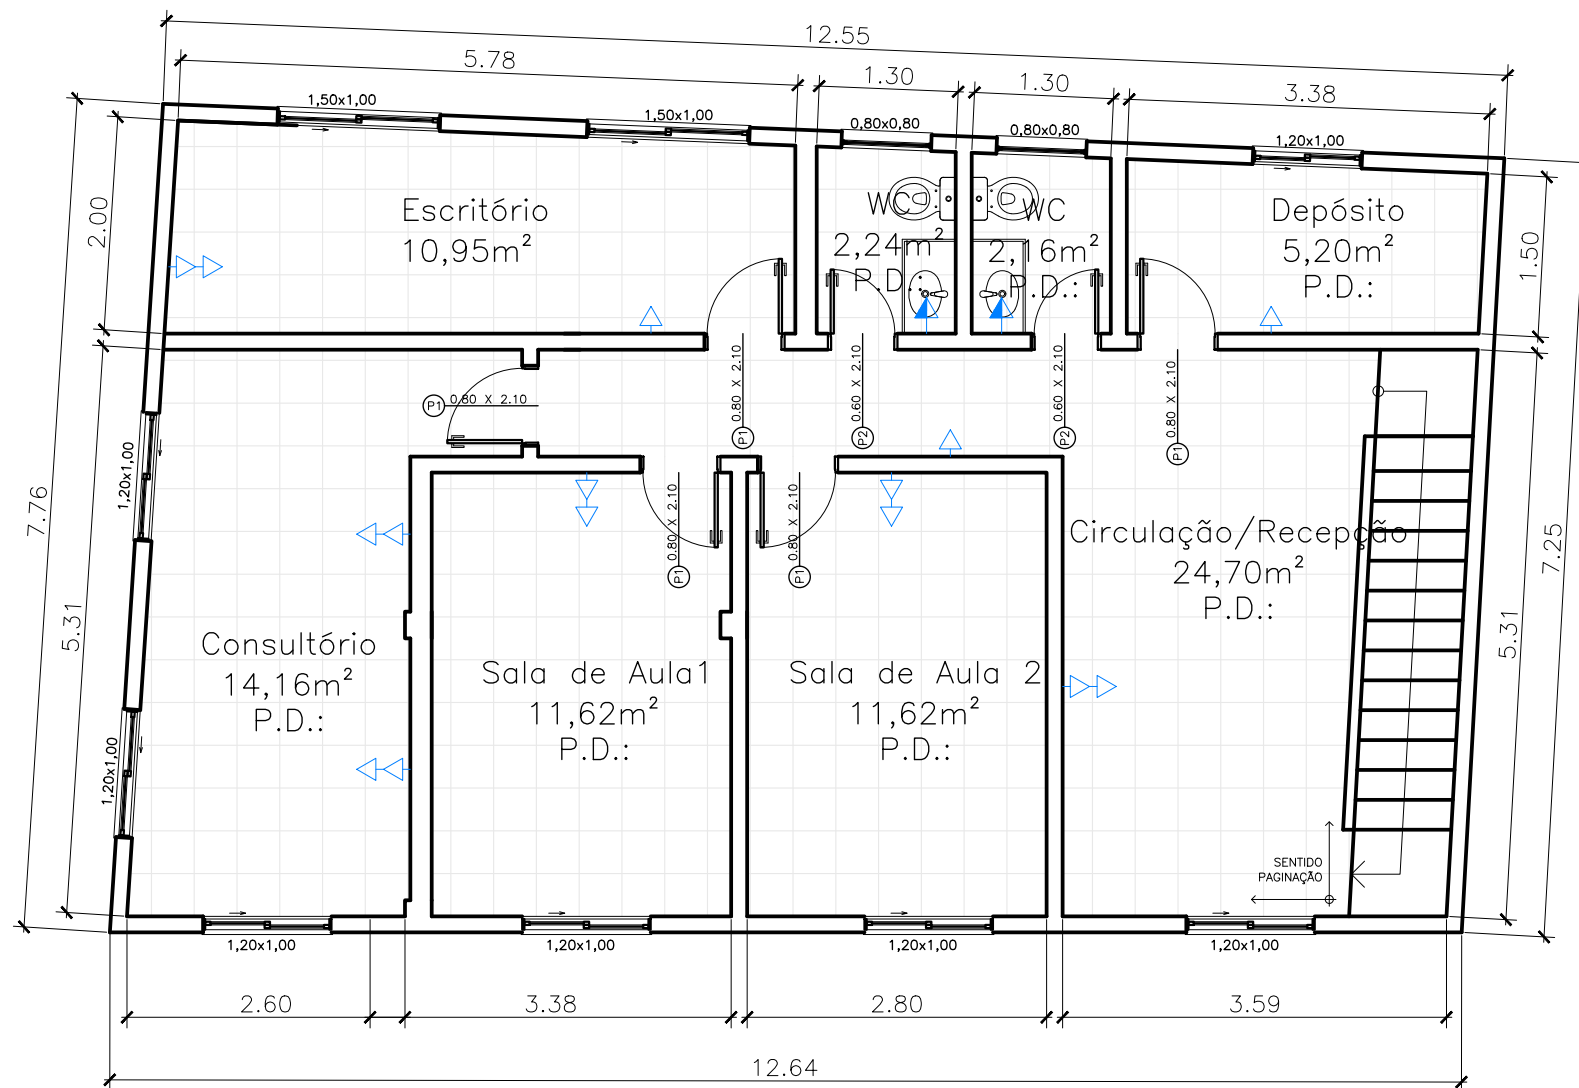 12.55
5.78
1.30
1.30
3.38
1,50x1,00
1,50x1,00
0,80x0,80
0,80x0,80
1,20x1,00
2.00
Escritório
10,95m²
WC
2,24m²
P.D.:
WC
2,16m²
P.D.:
Depósito
5,20m²
P.D.:
1.50
P1
0.80 X 2.10
0.80 X 2.10
P1
0.60 X 2.10
P2
0.60 X 2.10
P2
0.80 X 2.10
P1
1,20x1,00
7.76
5.31
0.80 X 2.10
P1
0.80 X 2.10
P1
Circulação/Recepção
24,70m²
P.D.:
7.25
5.31
Consultório
14,16m²
P.D.:
Sala de Aula1
11,62m²
P.D.:
Sala de Aula 2
11,62m²
P.D.:
1,20x1,00
SENTIDO
PAGINAÇÃO
1,20x1,00
1,20x1,00
1,20x1,00
1,20x1,00
2.60
3.38
2.80
3.59
12.64